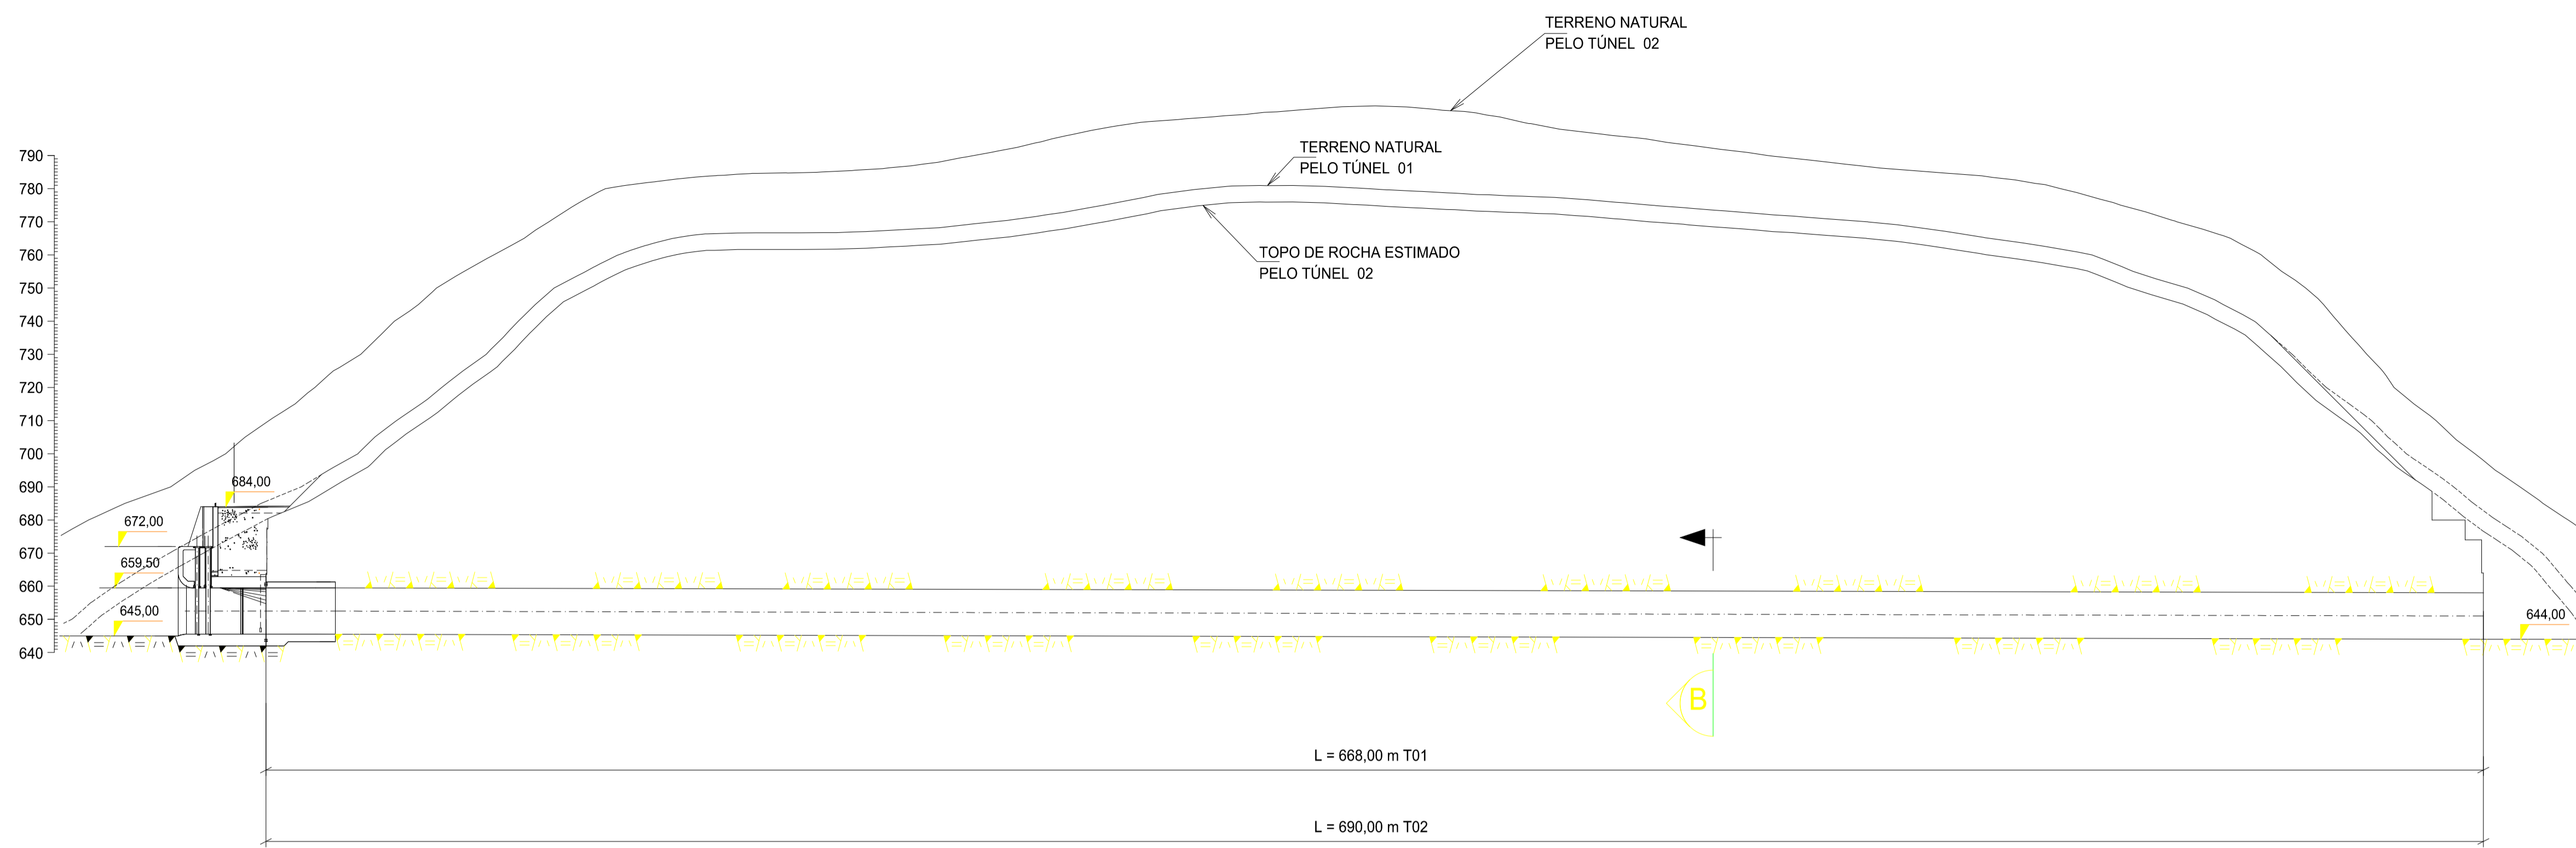 TERRENO NATURAL
PELO TÚNEL 02
TERRENO NATURAL
PELO TÚNEL 01
TOPO DE ROCHA ESTIMADO
PELO TÚNEL 02
790
780
770
760
750
740
730
720
710
700
690
680
670
660
650
640
684,00
672,00
659,50
645,00
644,00
B
L = 668,00 m T01
L = 690,00 m T02